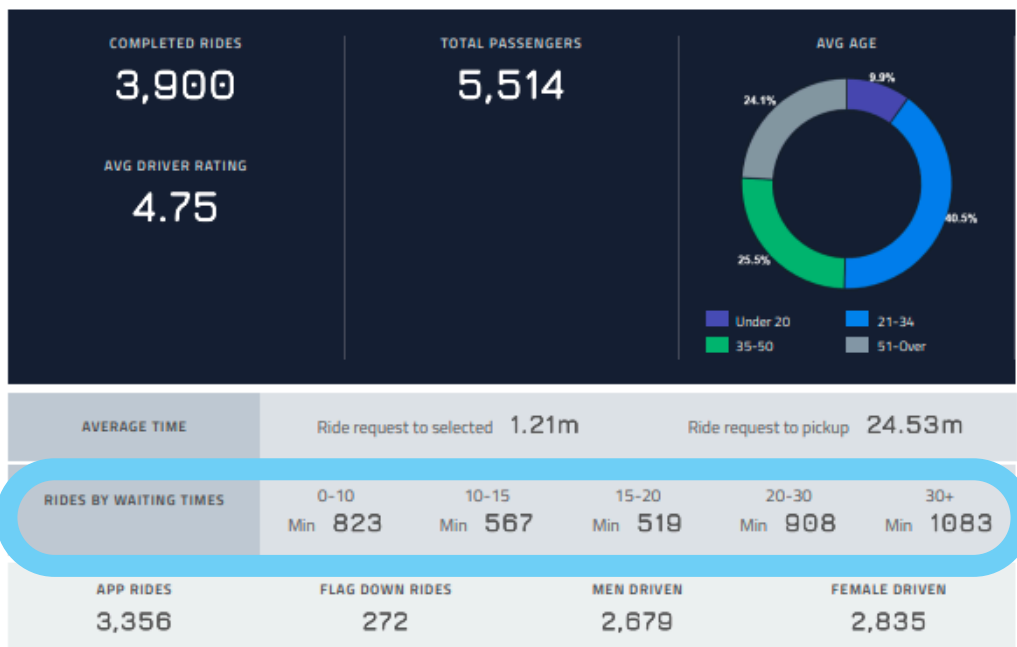 COMPLETED RIDES
3,900
AVG DRIVER RATING
4.75
TOTAL PASSENGERS
5,514
AVG AGE
9.9%
24.1%
40.5%
25.5%
Under 20 21-34
35-50 51-Over
AVERAGE TIME Ride request to selected 1.21m Ride request to pickup 24.53m
RIDES BY WAITING TIMES 0-10 10-15 15-20 20-30 30+
Min 823 Min 567 Min 519 Min 908 Min 1083
APP RIDES FLAG DOWN RIDES MEN DRIVEN FEMALE DRIVEN
3,356 272 2,679 2,835